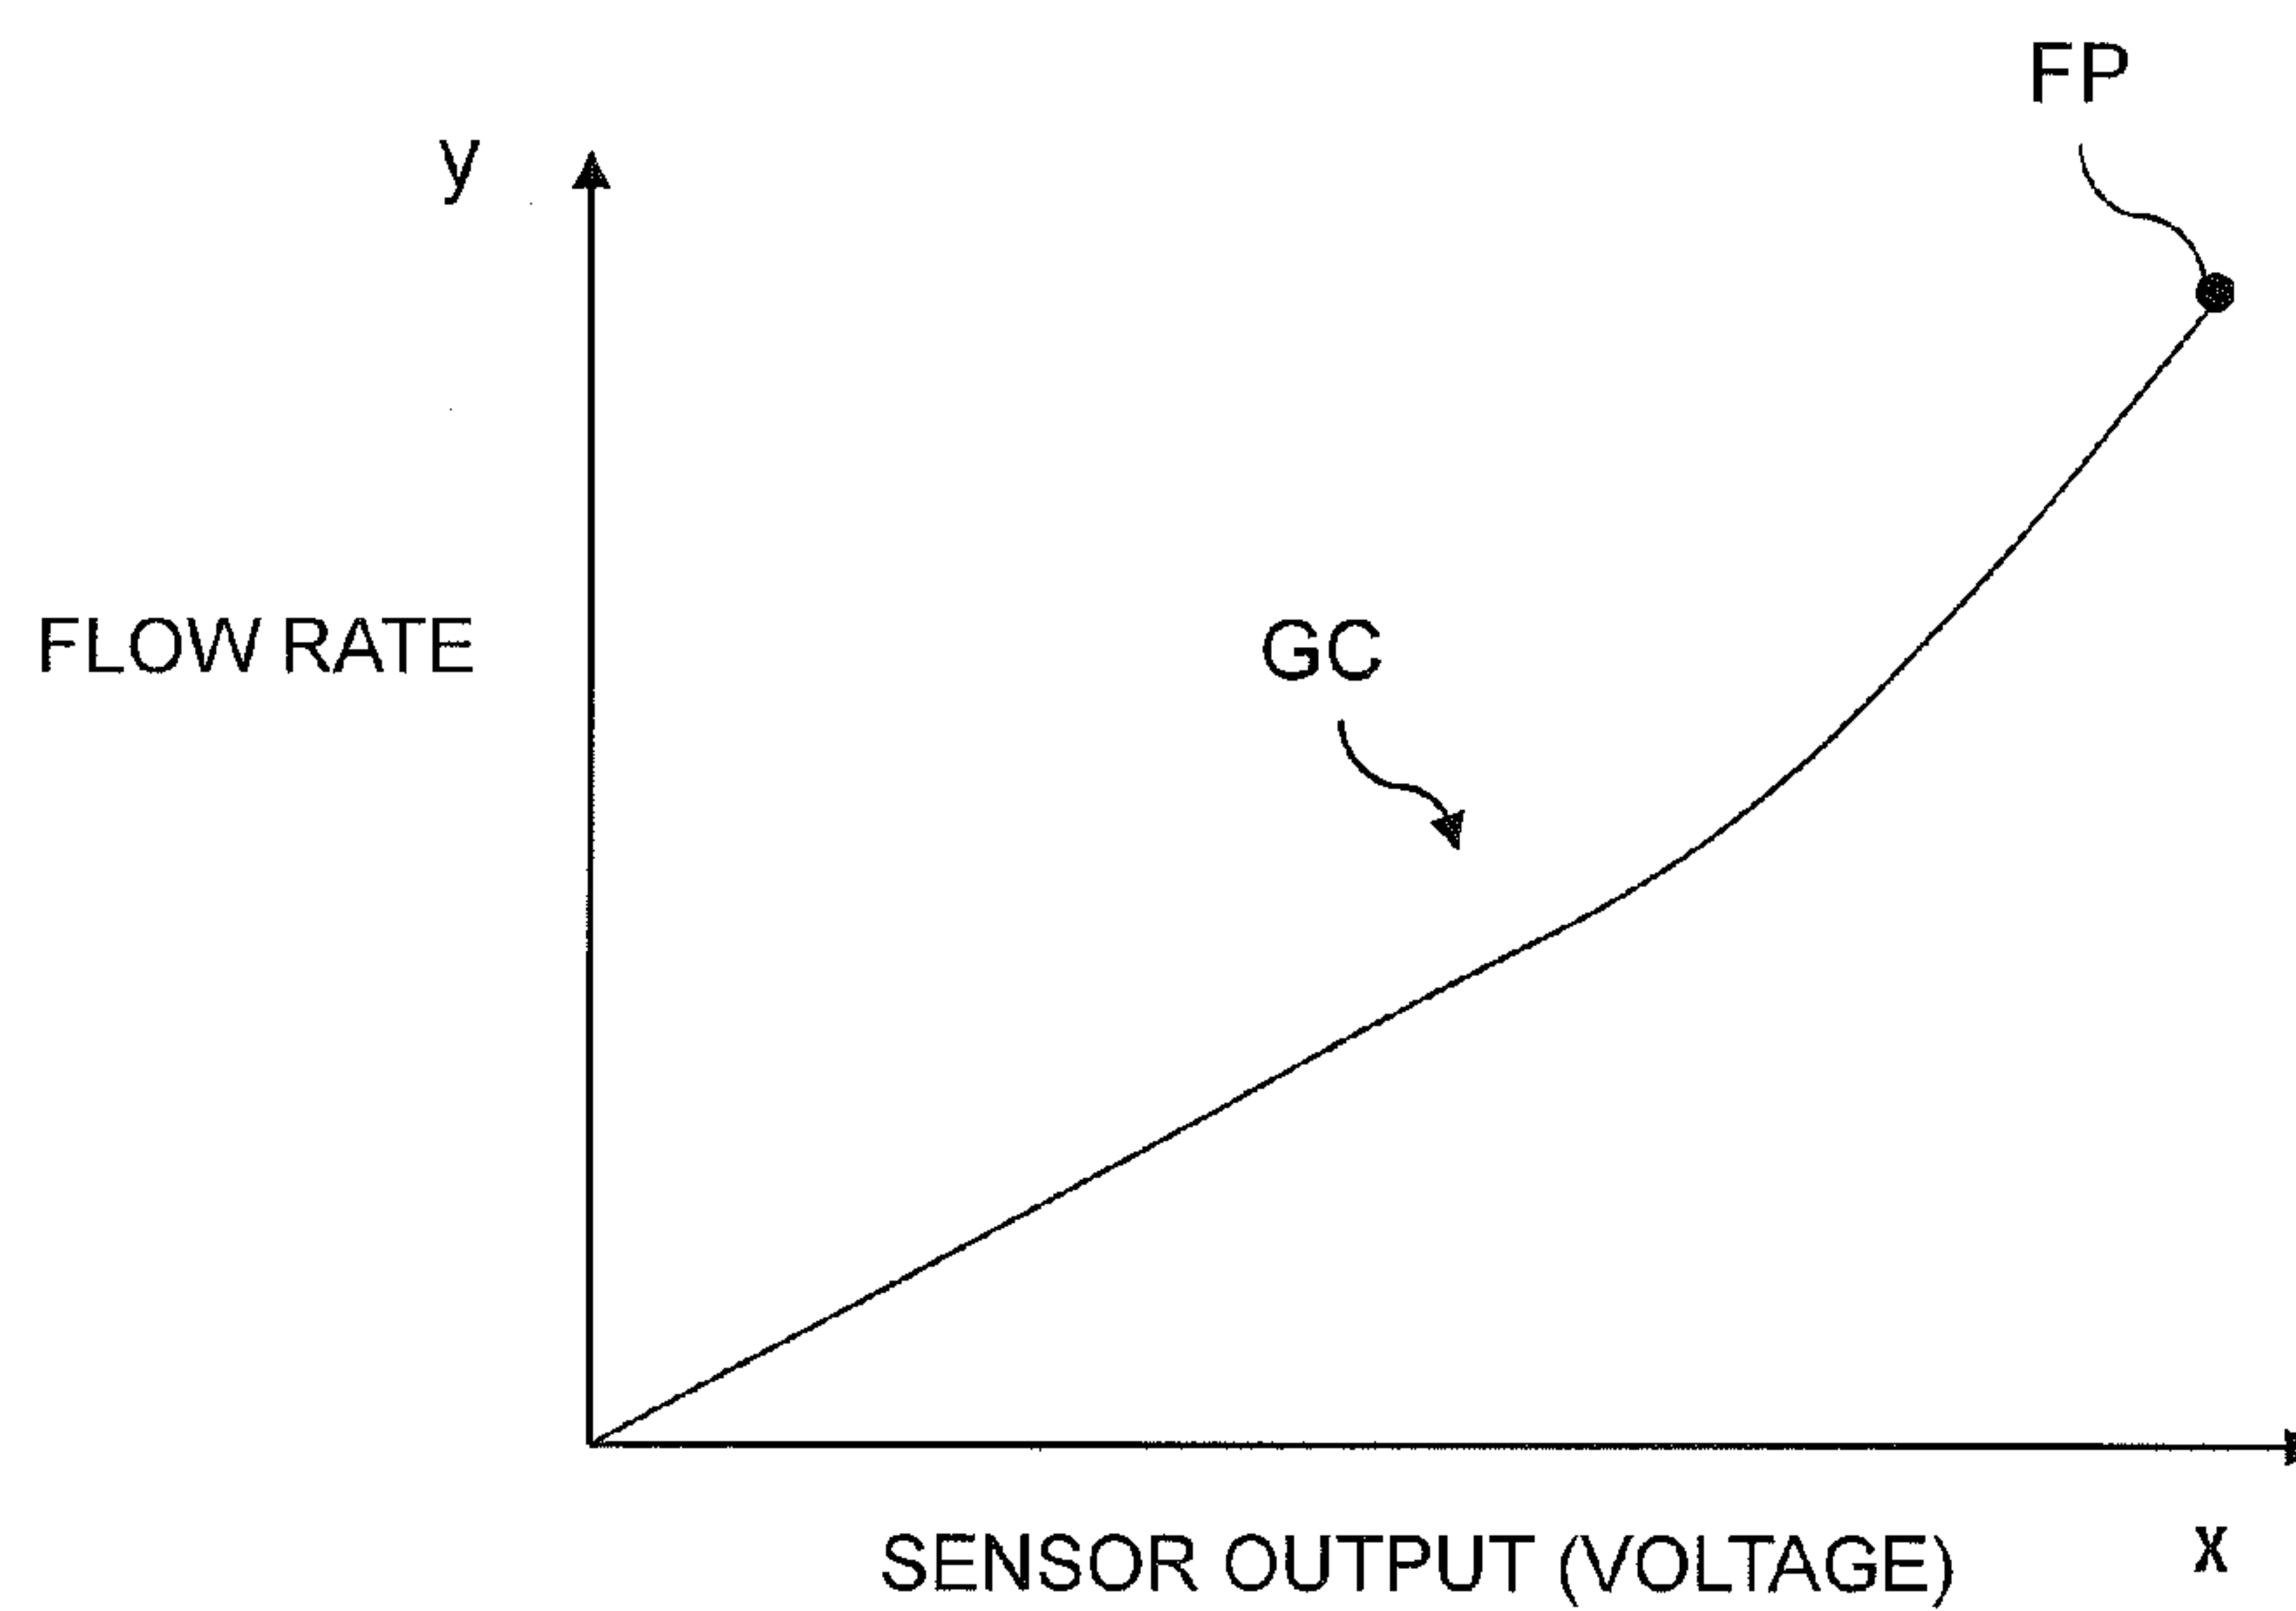 FP
y
FLOW RATE
GC
SENSOR OUTPUT (VOLTAGE)
x